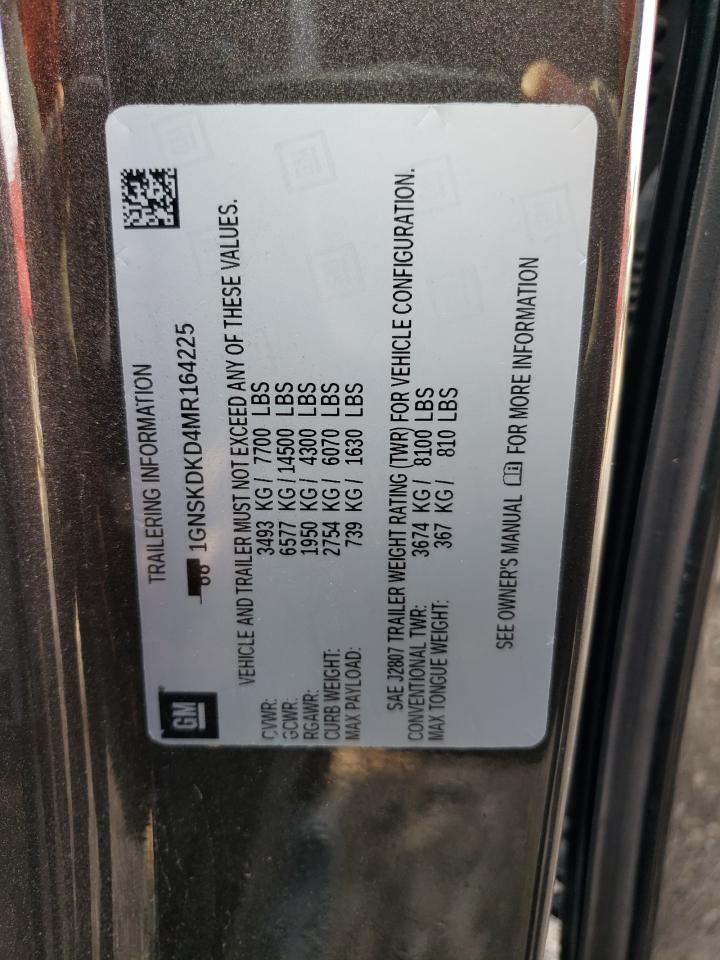 GM
TRAILERING INFORMATION
1GNSKDKD4MR164225
VEHICLE AND TRAILER MUST NOT EXCEED ANY OF THESE VALUES.
GVWR: 3493 KG / 7700 LBS
GCWR: 6577 KG / 14500 LBS
RGAWR: 1950 KG / 4300 LBS
CURB WEIGHT: 2754 KG / 6070 LBS
MAX PAYLOAD: 739 KG / 1630 LBS
SAE J2807 TRAILER WEIGHT RATING (TWR) FOR VEHICLE CONFIGURATION.
CONVENTIONAL TWR: 3674 KG / 8100 LBS
MAX TONGUE WEIGHT: 367 KG / 810 LBS
SEE OWNER'S MANUAL FOR MORE INFORMATION